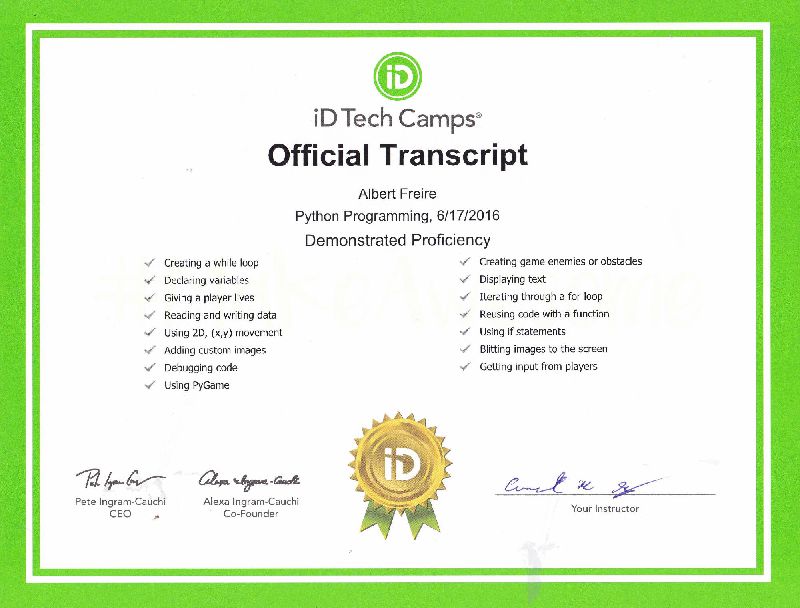 iD
iD Tech Camps®
Official Transcript
Albert Freire
Python Programming, 6/17/2016
Demonstrated Proficiency
Creating a while loop
Declaring variables
Giving a player lives
Reading and writing data
Using 2D, (x,y) movement
Adding custom images
Debugging code
Using PyGame
Creating game enemies or obstacles
Displaying text
Iterating through a for loop
Reusing code with a function
Using if statements
Blitting images to the screen
Getting input from players
iD
Pete Ingram-Cauchi
CEO
Alexa Ingram-Cauchi
Co-Founder
Your Instructor